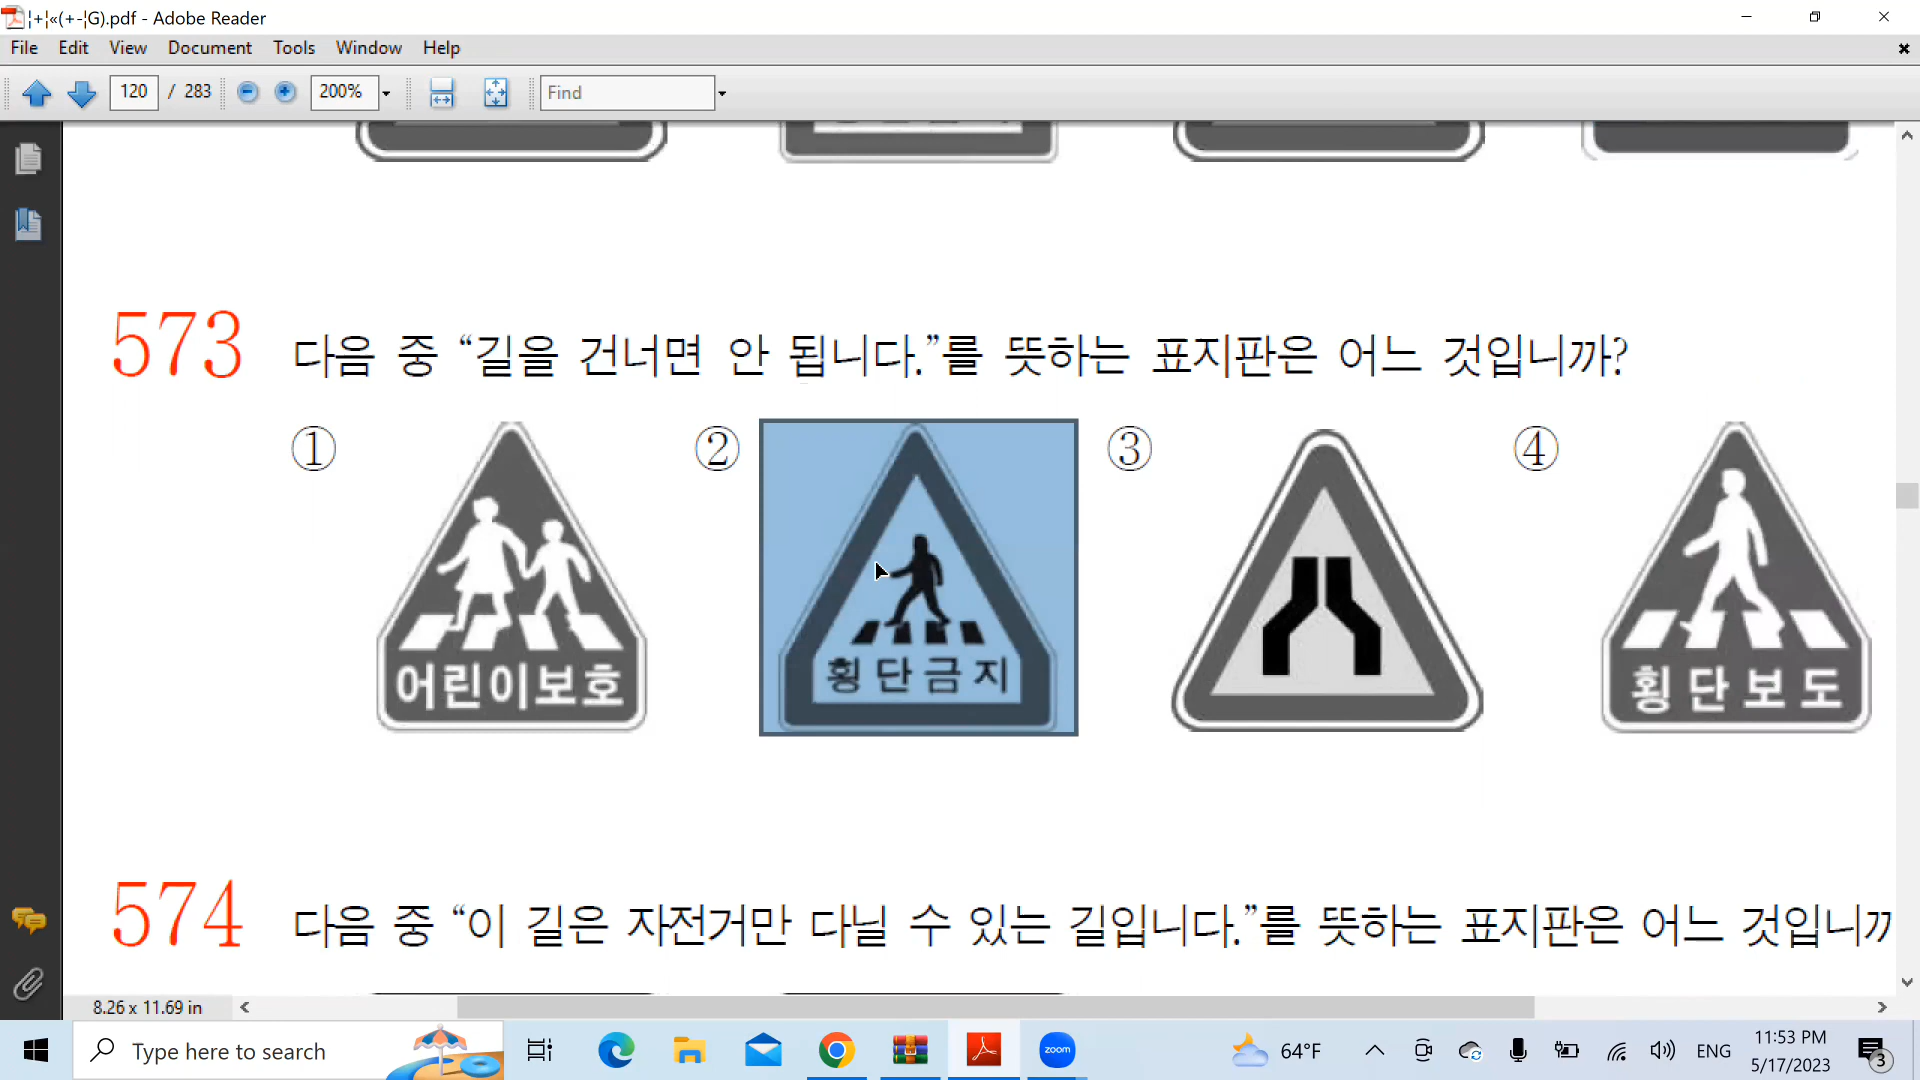 ¦+¦«(+-¦G).pdf - Adobe Reader
File Edit View Document Tools Window Help
120 / 283 200% Find
573 다음 중 “길을 건너면 안 됩니다.”를 뜻하는 표지판은 어느 것입니까?
① ② ③ ④
어린이보호 횡단금지 횡단보도
574 다음 중 “이 길은 자전거만 다닐 수 있는 길입니다.”를 뜻하는 표지판은 어느 것입니까
8.26 x 11.69 in
Type here to search zoom 64°F ENG 11:53 PM
5/17/2023 3